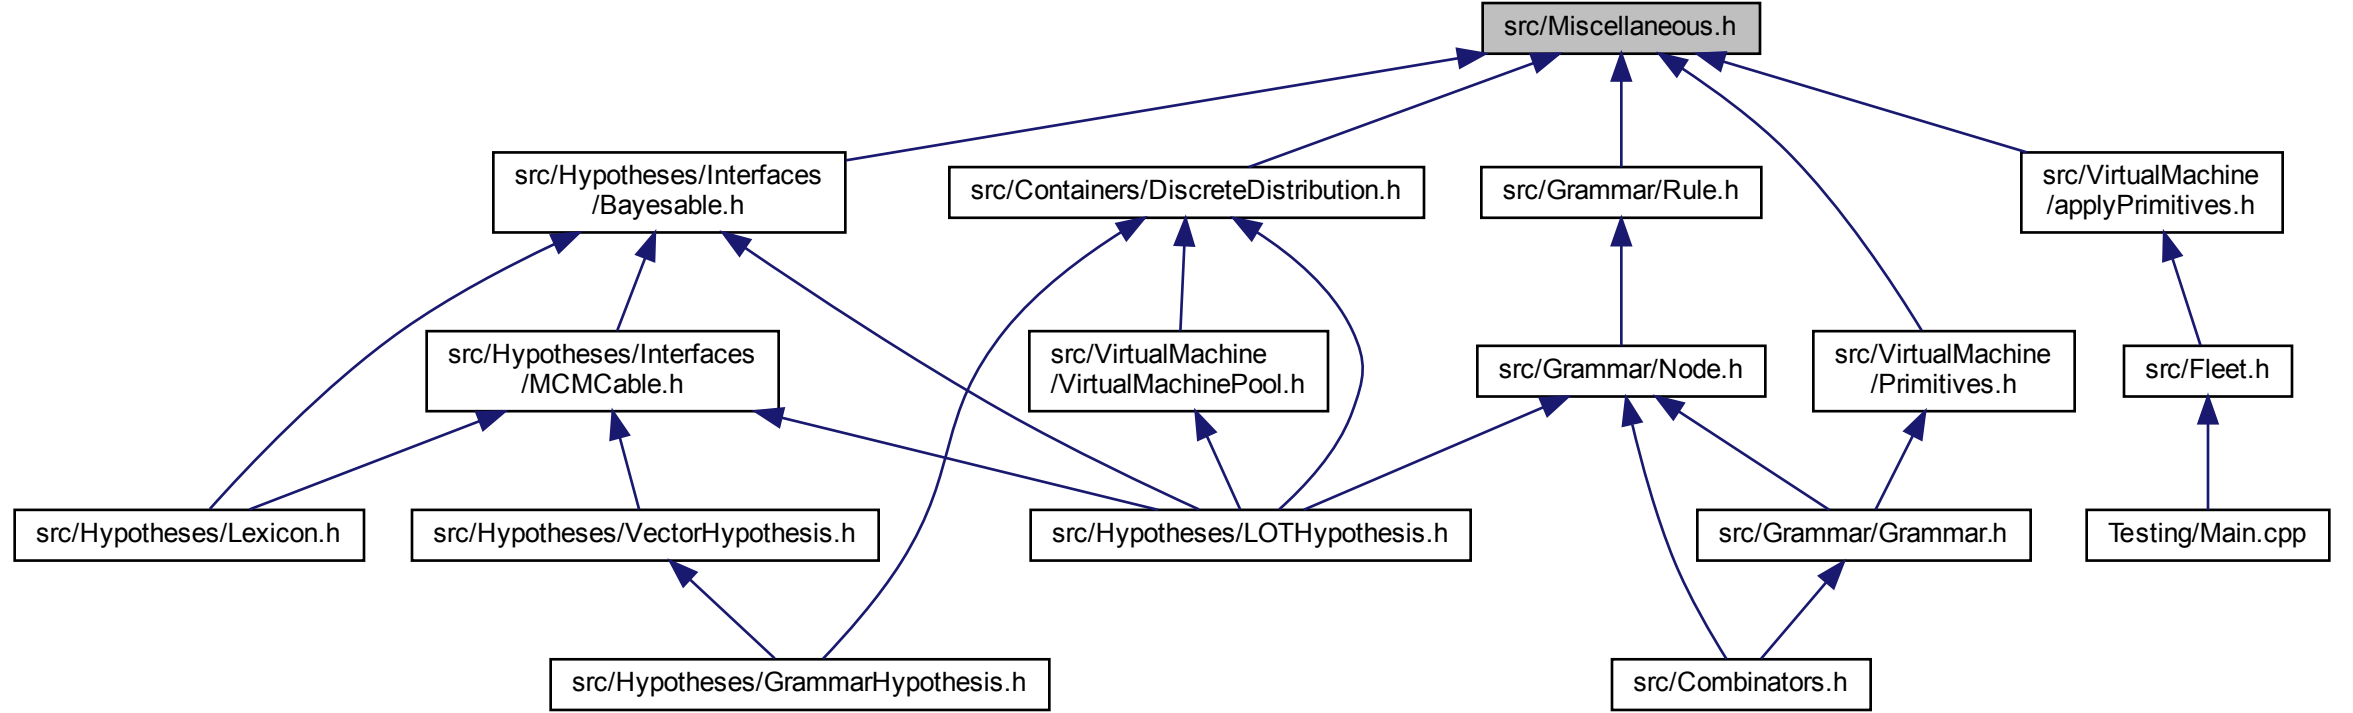 src/Miscellaneous.h
src/Hypotheses/Interfaces
/Bayesable.h
src/Containers/DiscreteDistribution.h
src/Grammar/Rule.h
src/VirtualMachine
/applyPrimitives.h
src/Hypotheses/Interfaces
/MCMCable.h
src/VirtualMachine
/VirtualMachinePool.h
src/Grammar/Node.h
src/VirtualMachine
/Primitives.h
src/Fleet.h
src/Hypotheses/Lexicon.h
src/Hypotheses/VectorHypothesis.h
src/Hypotheses/LOTHypothesis.h
src/Grammar/Grammar.h
Testing/Main.cpp
src/Hypotheses/GrammarHypothesis.h
src/Combinators.h